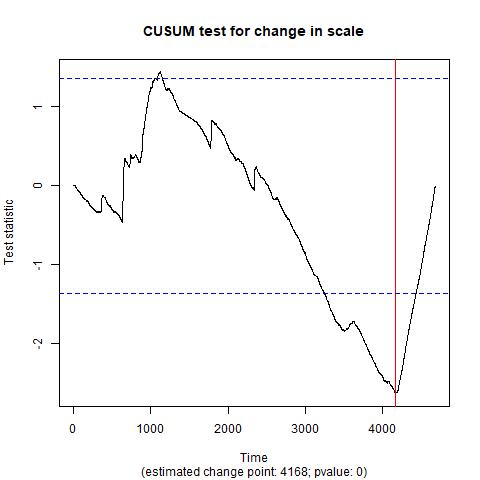 CUSUM test for change in scale
Test statistic
1
0
-1
-2
0 1000 2000 3000 4000
Time
(estimated change point: 4168; pvalue: 0)